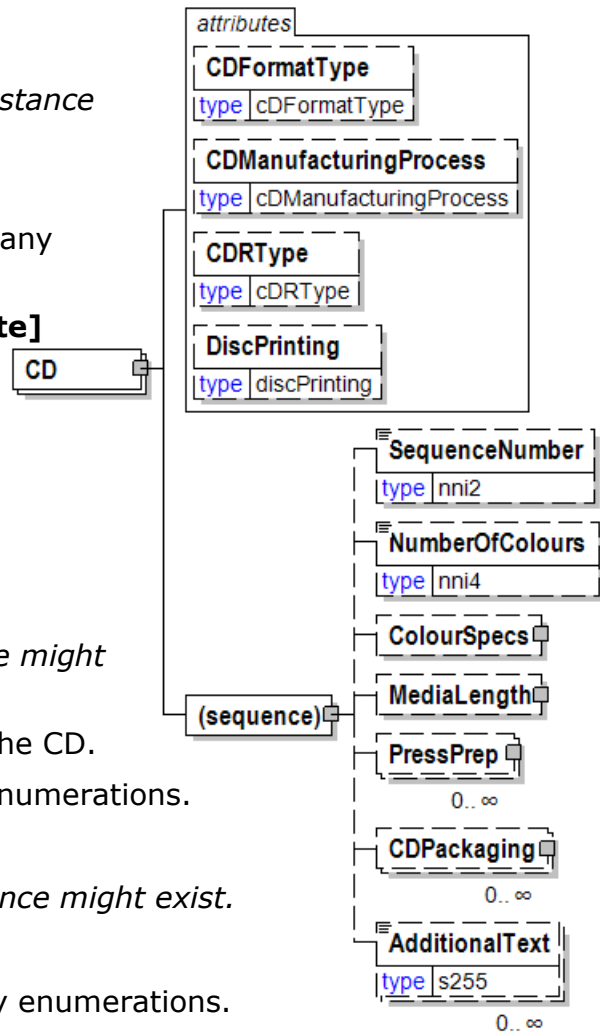 stance
any
te]
e might
he CD.
numerations.
nce might exist.
y enumerations.
CD
attributes
CDFormatType
type cDFormatType
CDManufacturingProcess
type cDManufacturingProcess
CDRType
type cDRType
DiscPrinting
type discPrinting
(sequence)
SequenceNumber
type nni2
NumberOfColours
type nni4
ColourSpecs
MediaLength
PressPrep
0.. ∞
CDPackaging
0.. ∞
AdditionalText
type s255
0.. ∞